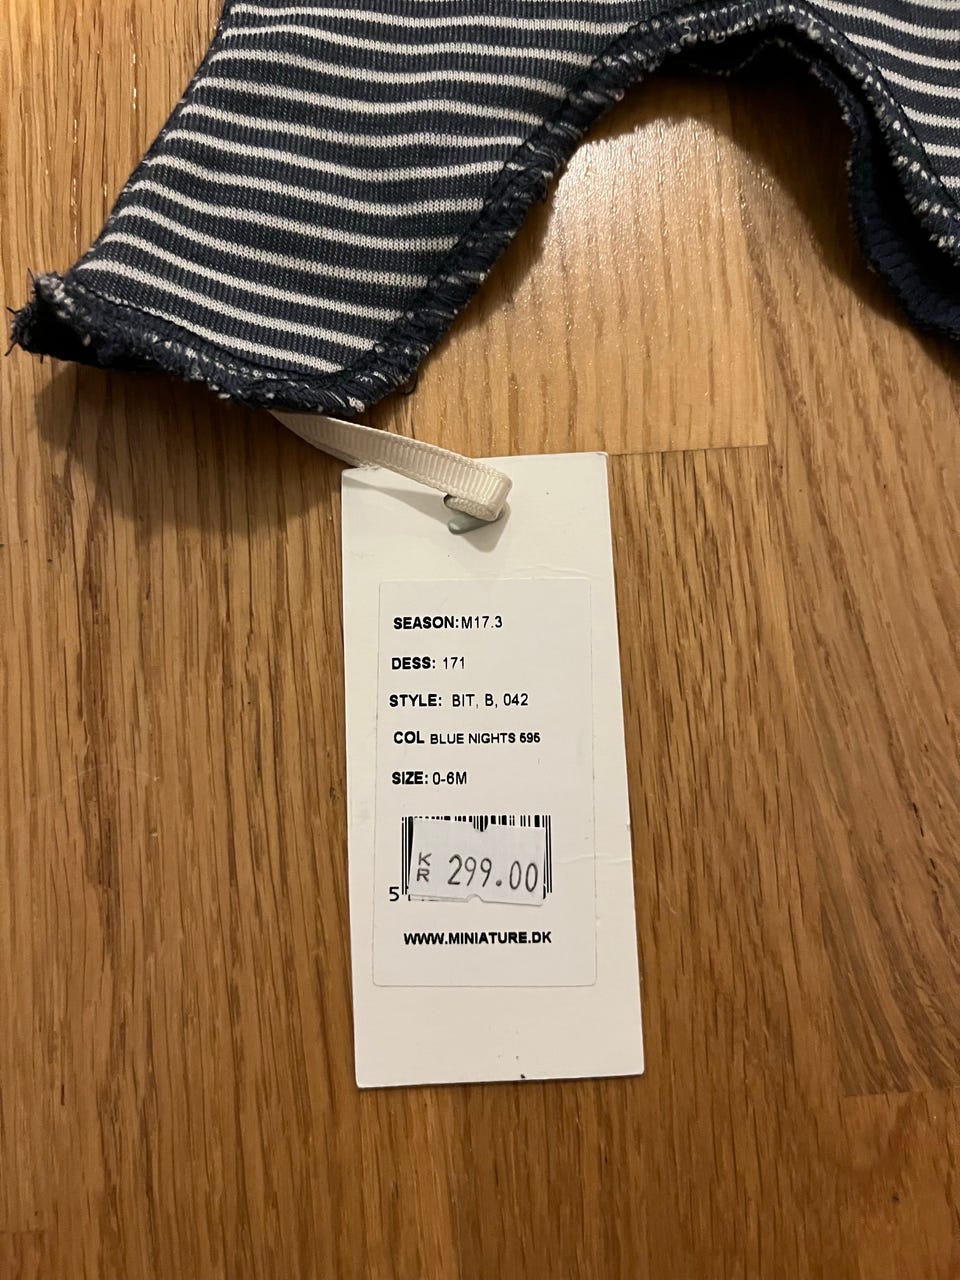 SEASON:M17.3
DESS: 171
STYLE: BIT, B, 042
COL BLUE NIGHTS 595
SIZE: 0-6M
KR 299.00
5
WWW.MINIATURE.DK